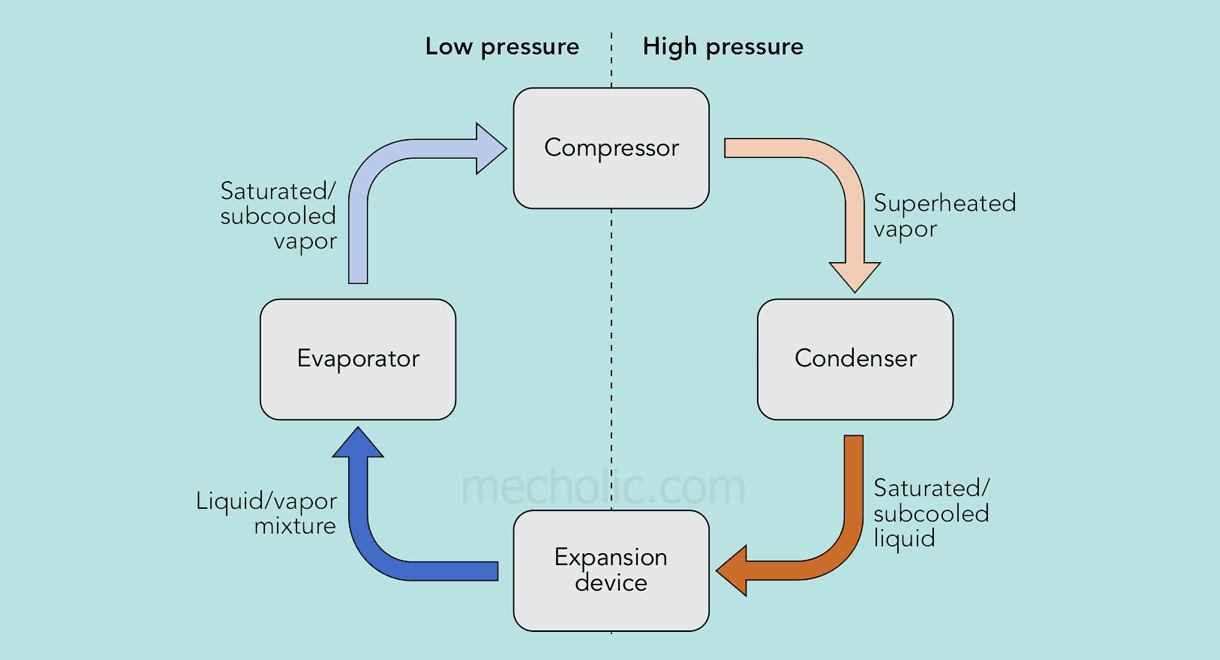 Low pressure
High pressure
Compressor
Saturated/
subcooled
vapor
Superheated
vapor
Evaporator
Condenser
mecholic.com
Liquid/vapor
mixture
Saturated/
subcooled
liquid
Expansion
device